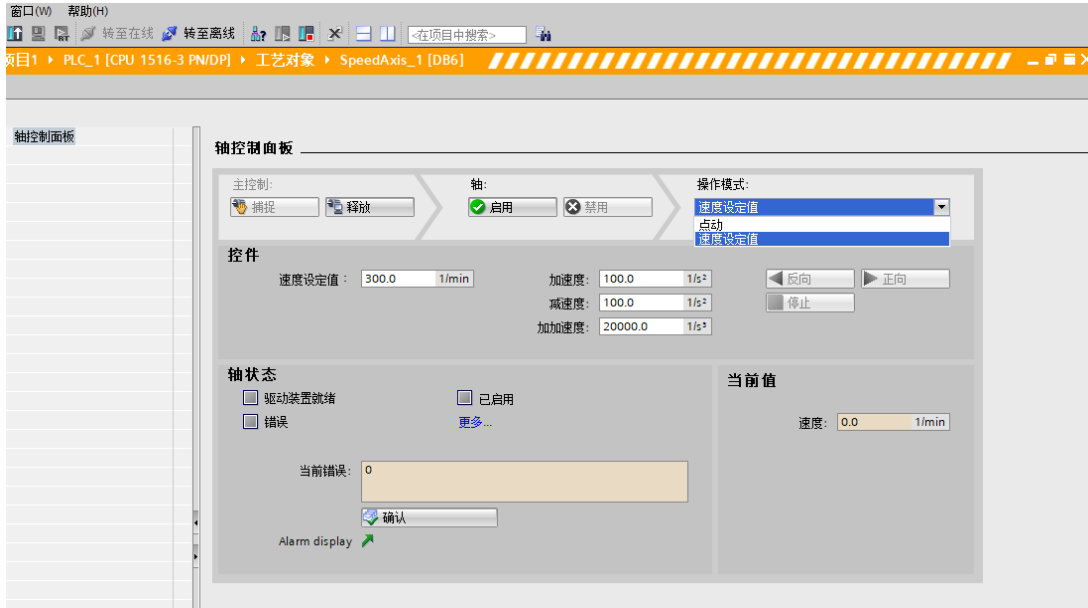 窗口(W) 帮助(H)
转至在线 转至离线 <在项目中搜索>
项目1 ▸ PLC_1 [CPU 1516-3 PN/DP] ▸ 工艺对象 ▸ SpeedAxis_1 [DB6]
轴控制面板
轴控制面板
主控制: 轴: 操作模式:
捕捉 释放 启用 禁用 速度设定值
点动
速度设定值
控件
速度设定值: 300.0 1/min 加速度: 100.0 1/s² 反向 正向
减速度: 100.0 1/s² 停止
加加速度: 20000.0 1/s³
轴状态 当前值
驱动装置就绪 已启用
错误 更多... 速度: 0.0 1/min
当前错误: 0
确认
Alarm display